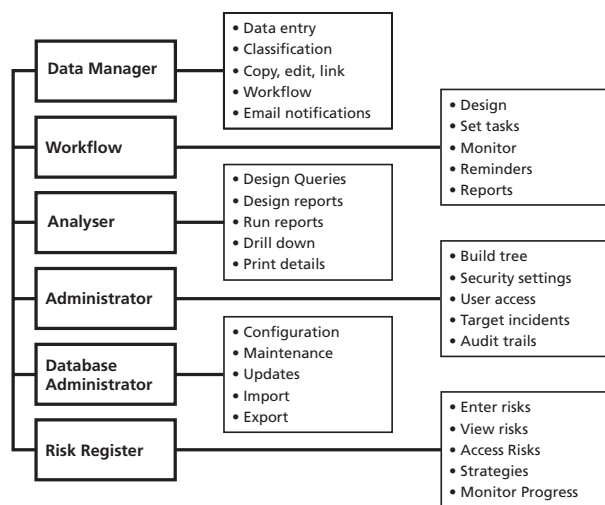 Data Manager
• Data entry
• Classification
• Copy, edit, link
• Workflow
• Email notifications
Workflow
• Design
• Set tasks
• Monitor
• Reminders
• Reports
Analyser
• Design Queries
• Design reports
• Run reports
• Drill down
• Print details
Administrator
• Build tree
• Security settings
• User access
• Target incidents
• Audit trails
Database
Administrator
• Configuration
• Maintenance
• Updates
• Import
• Export
Risk Register
• Enter risks
• View risks
• Access Risks
• Strategies
• Monitor Progress